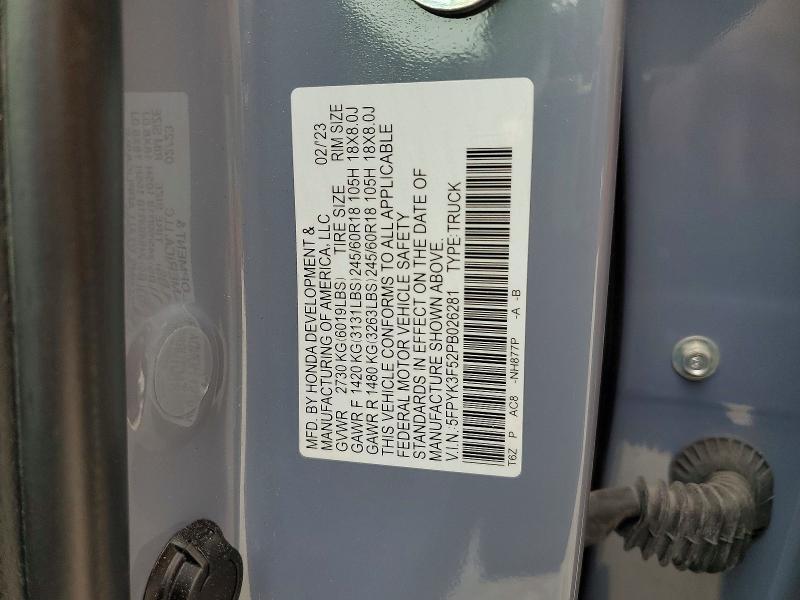 MFD. BY HONDA DEVELOPMENT & 02/'23
MANUFACTURING OF AMERICA, LLC
GVWR 2730 KG(6019LBS) TIRE SIZE RIM SIZE
GAWR F 1420 KG(3131LBS)245/60R18 105H 18X8.0J
GAWR R 1480 KG(3263LBS)245/60R18 105H 18X8.0J
THIS VEHICLE CONFORMS TO ALL APPLICABLE
FEDERAL MOTOR VEHICLE SAFETY
STANDARDS IN EFFECT ON THE DATE OF
MANUFACTURE SHOWN ABOVE.
V.I.N.:5FPYK3F52PB026281 TYPE:TRUCK
T6Z P AC8 -NH877P -A -B